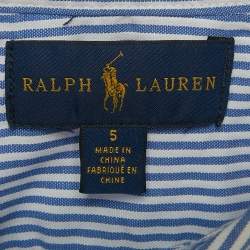 RALPH LAUREN
5
MADE IN
CHINA
FABRIQUÉ EN
CHINE